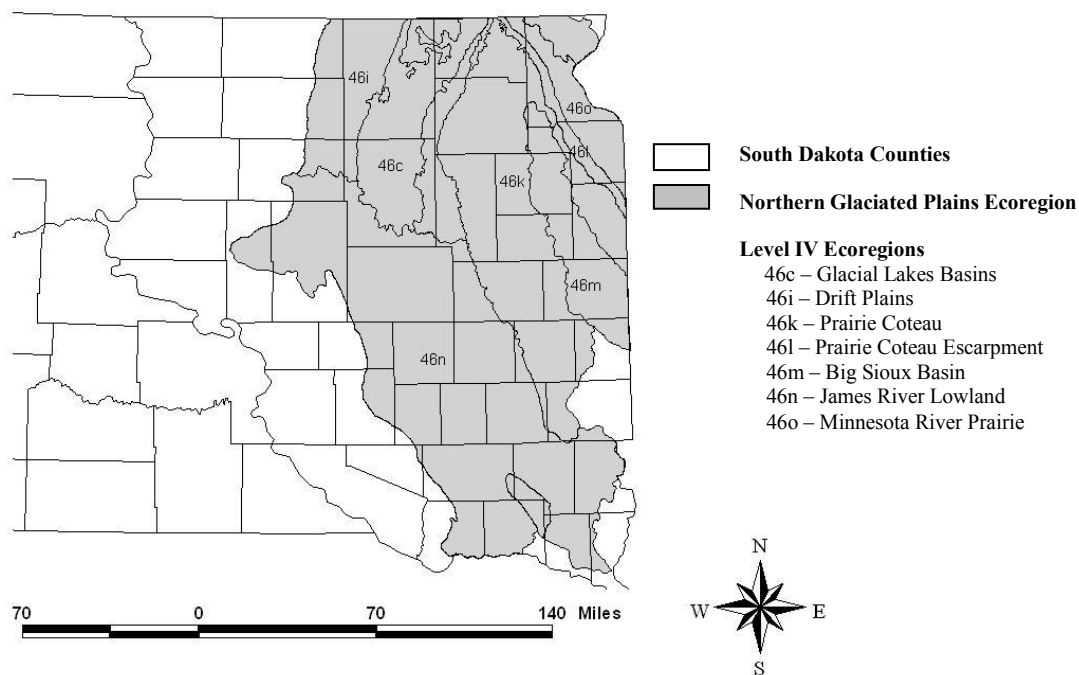 46i
46o
46c
46l
46k
46m
46n
South Dakota Counties
Northern Glaciated Plains Ecoregion
Level IV Ecoregions
46c – Glacial Lakes Basins
46i – Drift Plains
46k – Prairie Coteau
46l – Prairie Coteau Escarpment
46m – Big Sioux Basin
46n – James River Lowland
46o – Minnesota River Prairie
70 0 70 140 Miles
N
W E
S